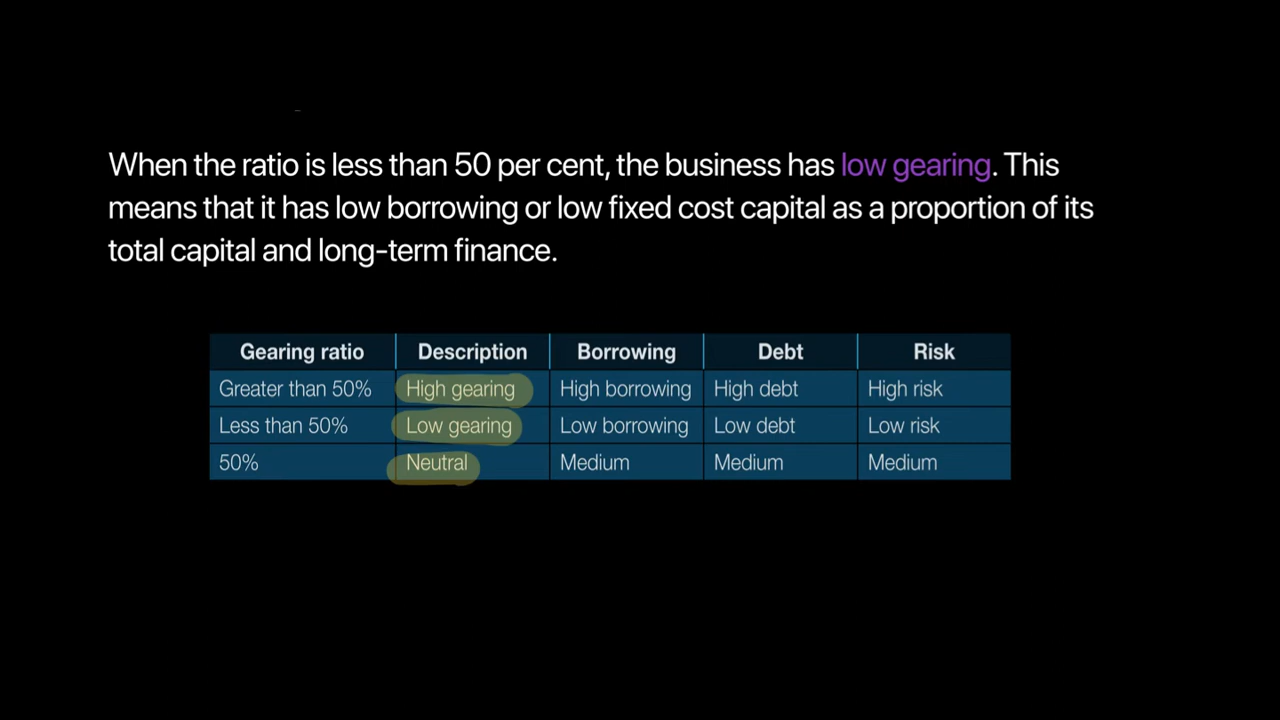 When the ratio is less than 50 per cent, the business has low gearing. This
means that it has low borrowing or low fixed cost capital as a proportion of its
total capital and long-term finance.
Gearing ratio Description Borrowing Debt Risk
Greater than 50% High gearing High borrowing High debt High risk
Less than 50% Low gearing Low borrowing Low debt Low risk
50% Neutral Medium Medium Medium